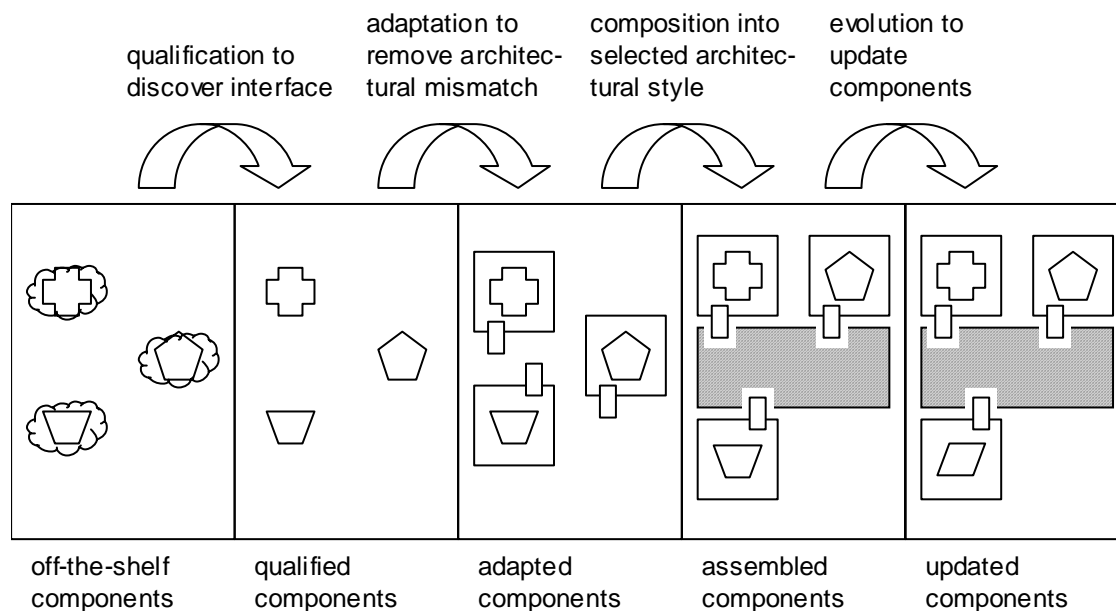 qualification to
discover interface
adaptation to
remove architec-
tural mismatch
composition into
selected architec-
tural style
evolution to
update
components
off-the-shelf
components
qualified
components
adapted
components
assembled
components
updated
components